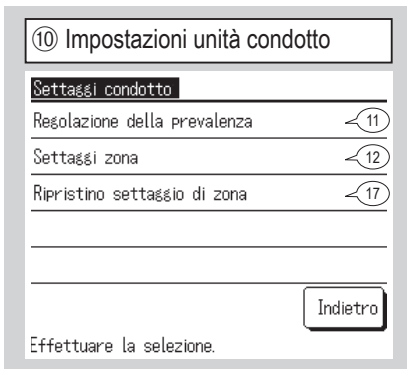 ⑩ Impostazioni unità condotto
Settaggi condotto
Regolazione della prevalenza 11
Settaggi zona 12
Ripristino settaggio di zona 17
Indietro
Effettuare la selezione.